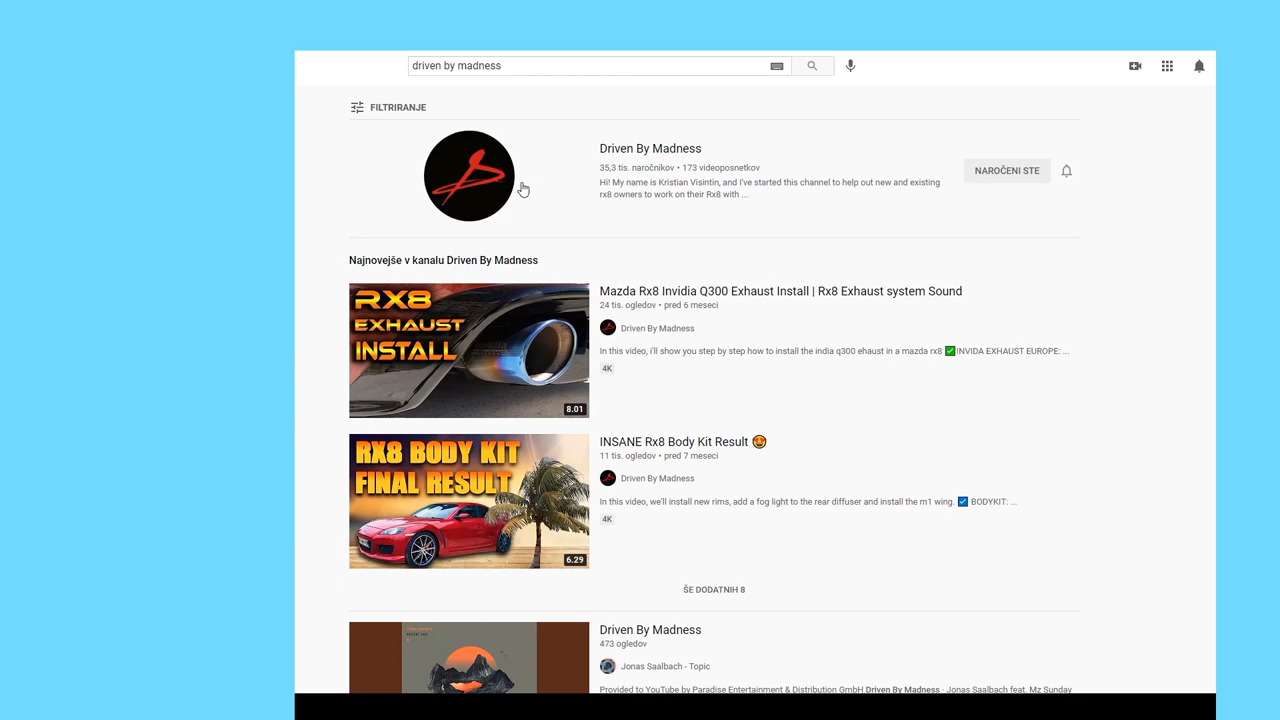 driven by madness
FILTRIRANJE
Driven By Madness
35,3 tis. naročnikov • 173 videoposnetkov
Hi! My name is Kristian Visintin, and I've started this channel to help out new and existing
rx8 owners to work on their Rx8 with ...
NAROČENI STE
Najnovejše v kanalu Driven By Madness
RX8
EXHAUST
INSTALL
8.01
Mazda Rx8 Invidia Q300 Exhaust Install | Rx8 Exhaust system Sound
24 tis. ogledov • pred 6 meseci
Driven By Madness
In this video, i'll show you step by step how to install the india q300 ehaust in a mazda rx8 ✅INVIDA EXHAUST EUROPE: ...
4K
RX8 BODY KIT
FINAL RESULT
6.29
INSANE Rx8 Body Kit Result 🤩
11 tis. ogledov • pred 7 meseci
Driven By Madness
In this video, we'll install new rims, add a fog light to the rear diffuser and install the m1 wing. ☑️ BODYKIT: ...
4K
ŠE DODATNIH 8
Driven By Madness
473 ogledov
Jonas Saalbach - Topic
Provided to YouTube by Paradise Entertainment & Distribution GmbH Driven By Madness · Jonas Saalbach feat. Mz Sunday